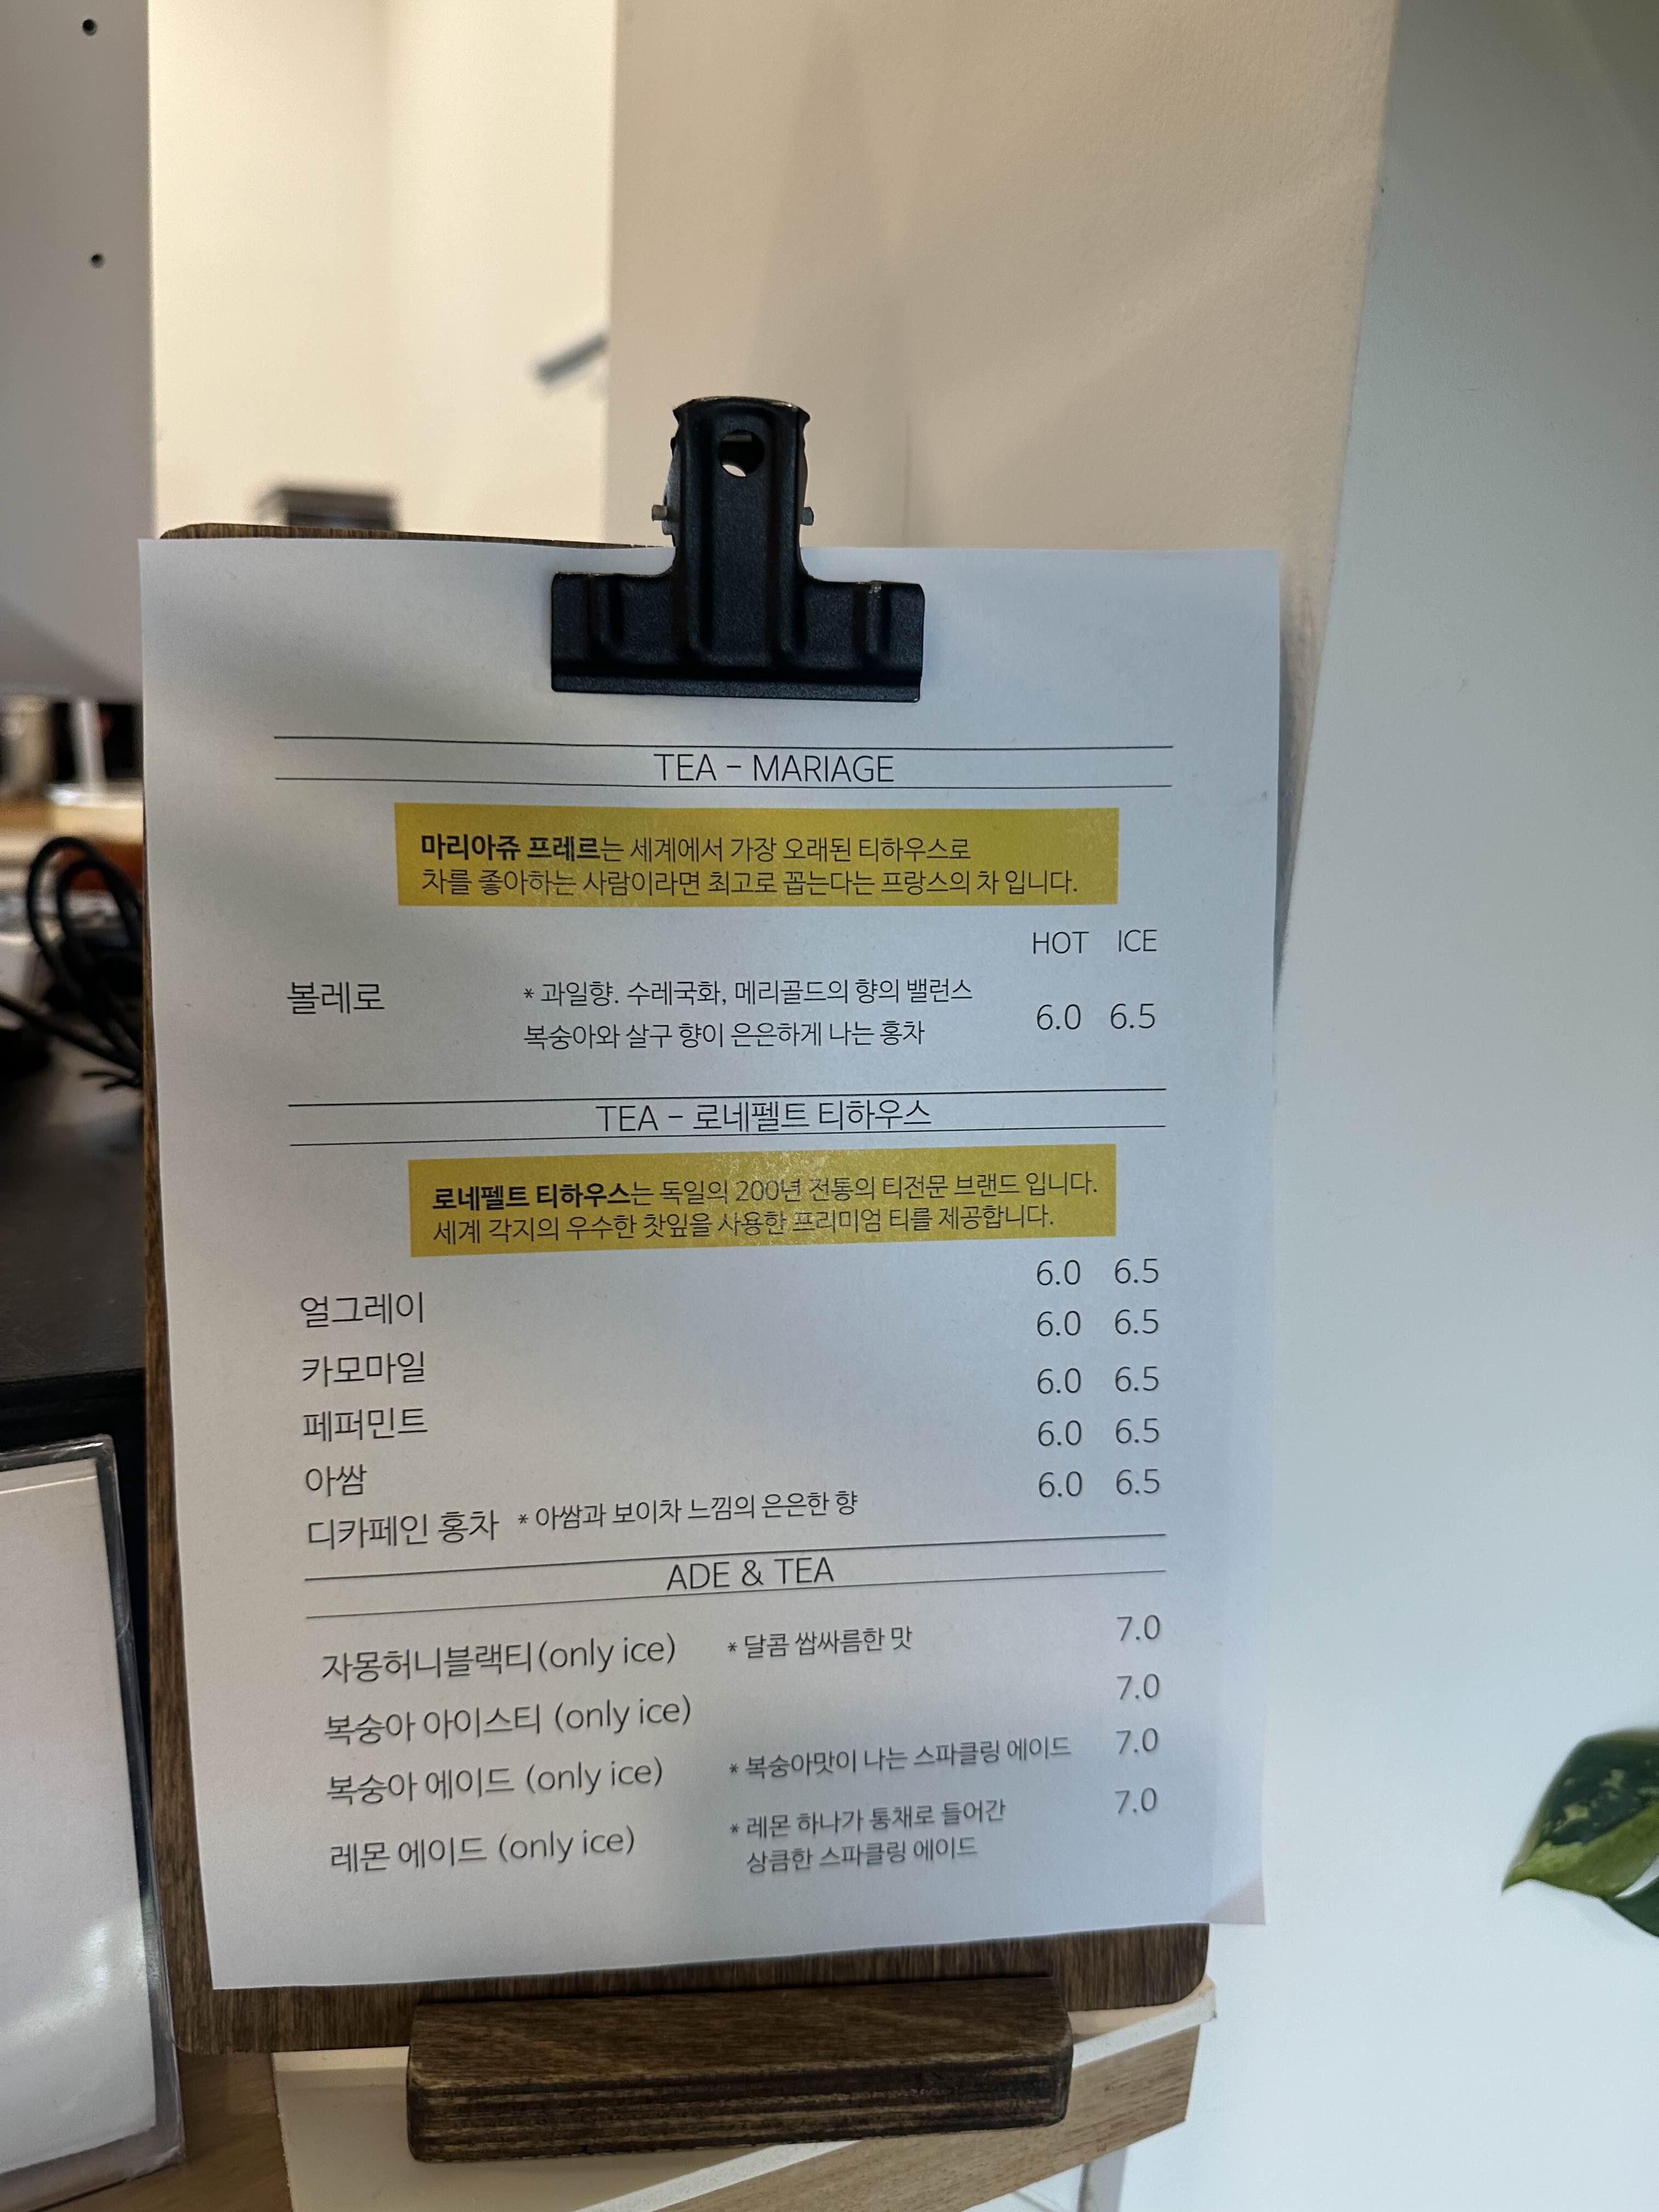 TEA - MARIAGE
마리아쥬 프레르는 세계에서 가장 오래된 티하우스로
차를 좋아하는 사람이라면 최고로 꼽는다는 프랑스의 차 입니다.
HOT ICE
볼레로 * 과일향. 수레국화, 메리골드의 향의 밸런스
복숭아와 살구 향이 은은하게 나는 홍차 6.0 6.5
TEA - 로네펠트 티하우스
로네펠트 티하우스는 독일의 200년 전통의 티전문 브랜드 입니다.
세계 각지의 우수한 찻잎을 사용한 프리미엄 티를 제공합니다.
얼그레이 6.0 6.5
카모마일 6.0 6.5
페퍼민트 6.0 6.5
아쌈 6.0 6.5
디카페인 홍차 * 아쌈과 보이차 느낌의 은은한 향 6.0 6.5
ADE & TEA
자몽허니블랙티(only ice) * 달콤 쌉싸름한 맛 7.0
복숭아 아이스티 (only ice) 7.0
복숭아 에이드 (only ice) * 복숭아맛이 나는 스파클링 에이드 7.0
레몬 에이드 (only ice) * 레몬 하나가 통채로 들어간 7.0
상큼한 스파클링 에이드